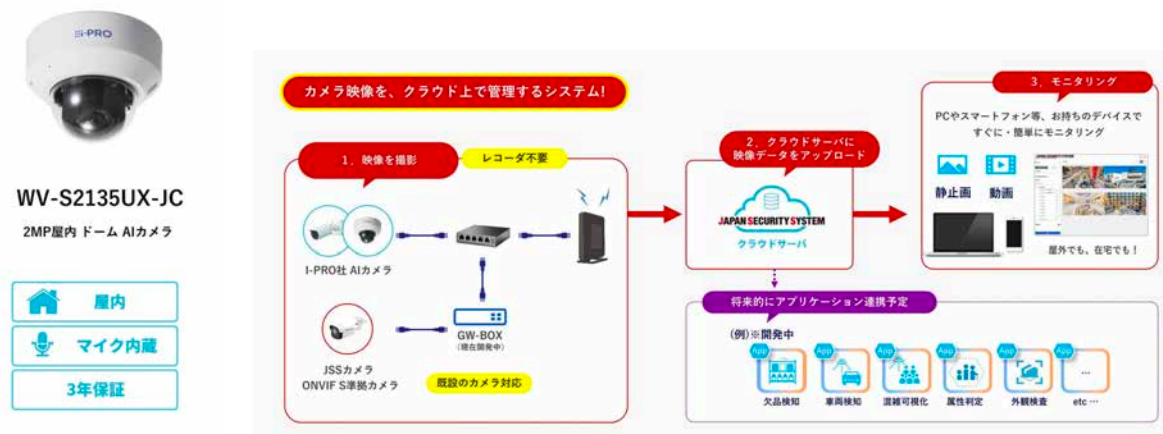 i-PRO
WV-S2135UX-JC
2MP屋内 ドーム AIカメラ
屋内
マイク内蔵
3年保証
カメラ映像を、クラウド上で管理するシステム!
1. 映像を撮影
レコーダ不要
I-PRO社 AIカメラ
GW-BOX
(現在開発中)
JSSカメラ
ONVIF S準拠カメラ
既設のカメラ対応
2. クラウドサーバに
映像データをアップロード
JAPAN SECURITY SYSTEM
クラウドサーバ
3. モニタリング
PCやスマートフォン等、お持ちのデバイスで
すぐに・簡単にモニタリング
静止画
動画
JAPAN SECURITY SYSTEM
屋外でも、在宅でも！
将来的にアプリケーション連携予定
(例)※開発中
App
App
App
App
App
App
欠品検知
車両検知
混雑可視化
属性判定
外観検査
…
etc …